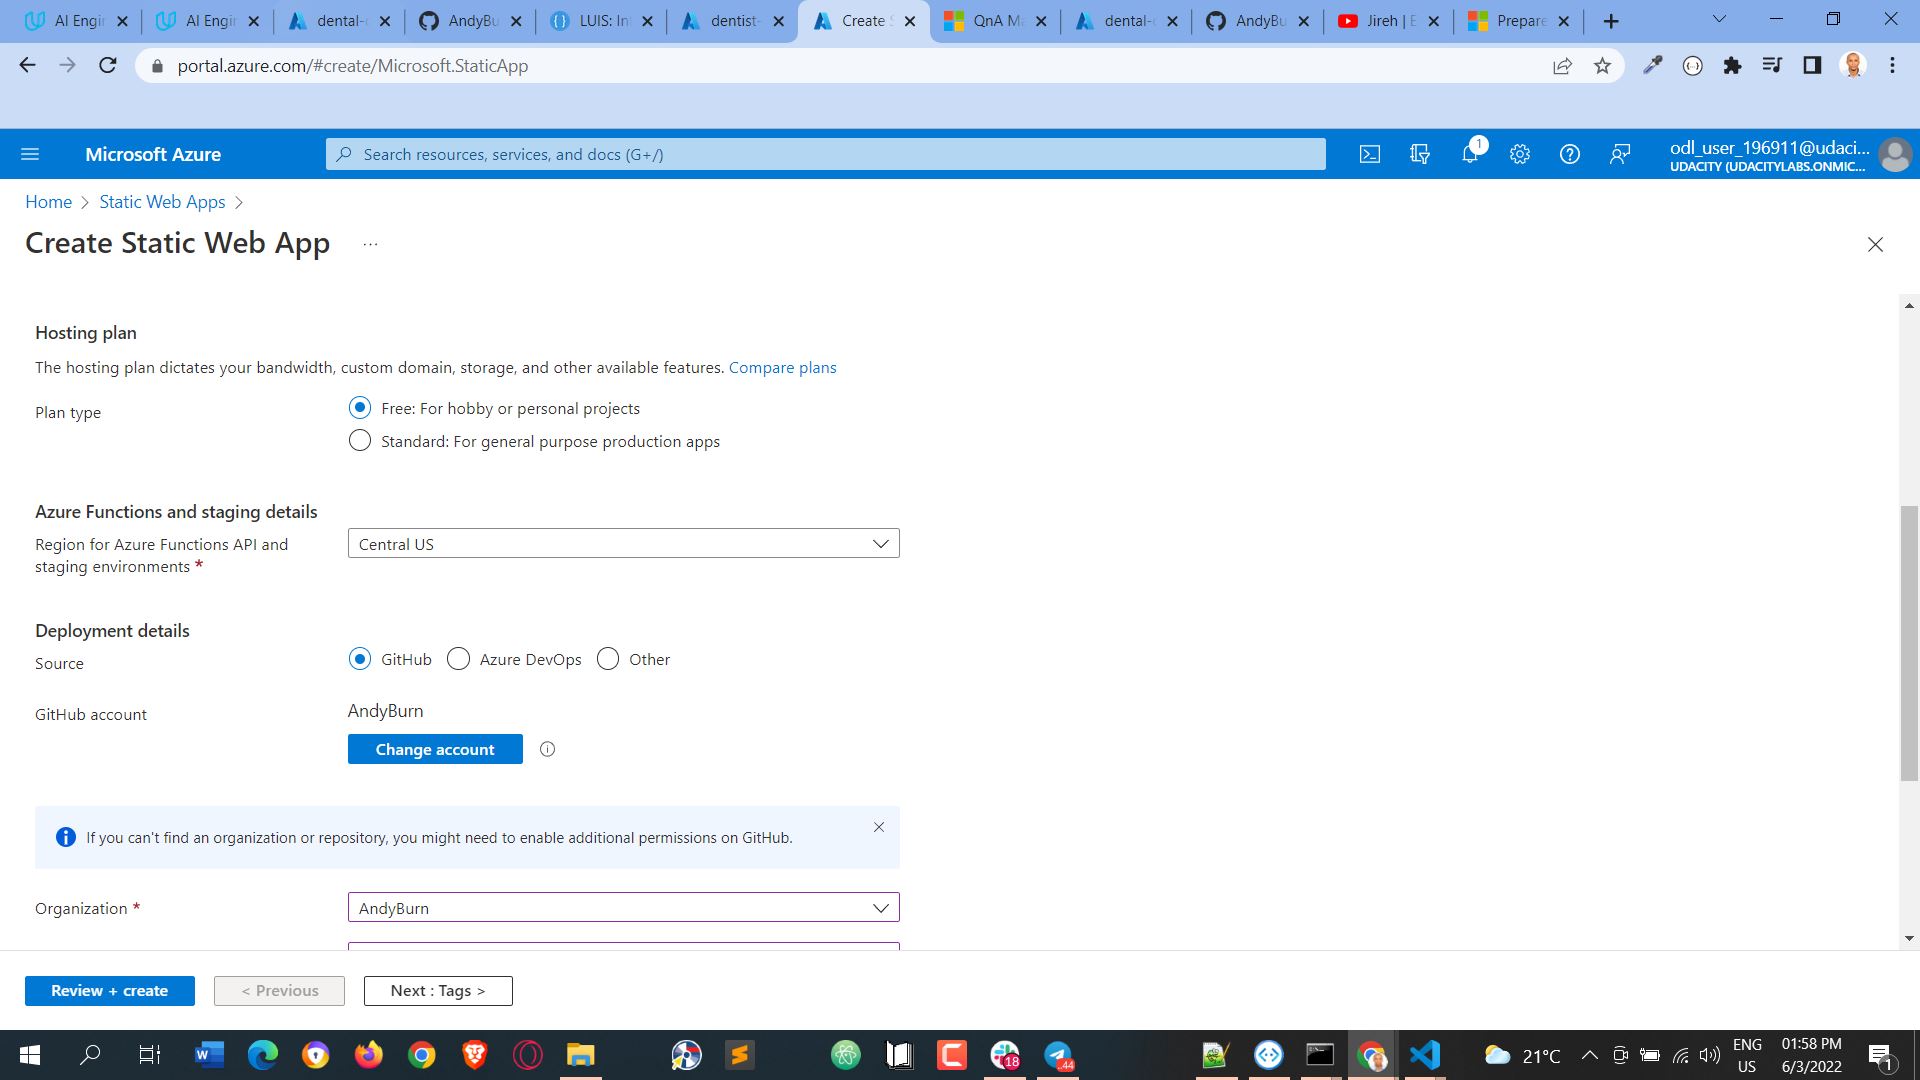 AI Engin
AI Engin
dental-c
AndyBu
LUIS: Int
dentist-
Create S
QnA Ma
dental-c
AndyBu
Jireh | E
Prepare
portal.azure.com/#create/Microsoft.StaticApp
Microsoft Azure
Search resources, services, and docs (G+/)
1
odl_user_196911@udaci...
UDACITY (UDACITYLABS.ONMIC...
Home > Static Web Apps >
Create Static Web App ...
Hosting plan
The hosting plan dictates your bandwidth, custom domain, storage, and other available features. Compare plans
Plan type
Free: For hobby or personal projects
Standard: For general purpose production apps
Azure Functions and staging details
Region for Azure Functions API and
staging environments *
Central US
Deployment details
Source
GitHub
Azure DevOps
Other
GitHub account
AndyBurn
Change account
If you can't find an organization or repository, you might need to enable additional permissions on GitHub.
Organization *
AndyBurn
Review + create
< Previous
Next : Tags >
18
44
21°C
ENG
US
01:58 PM
6/3/2022
1